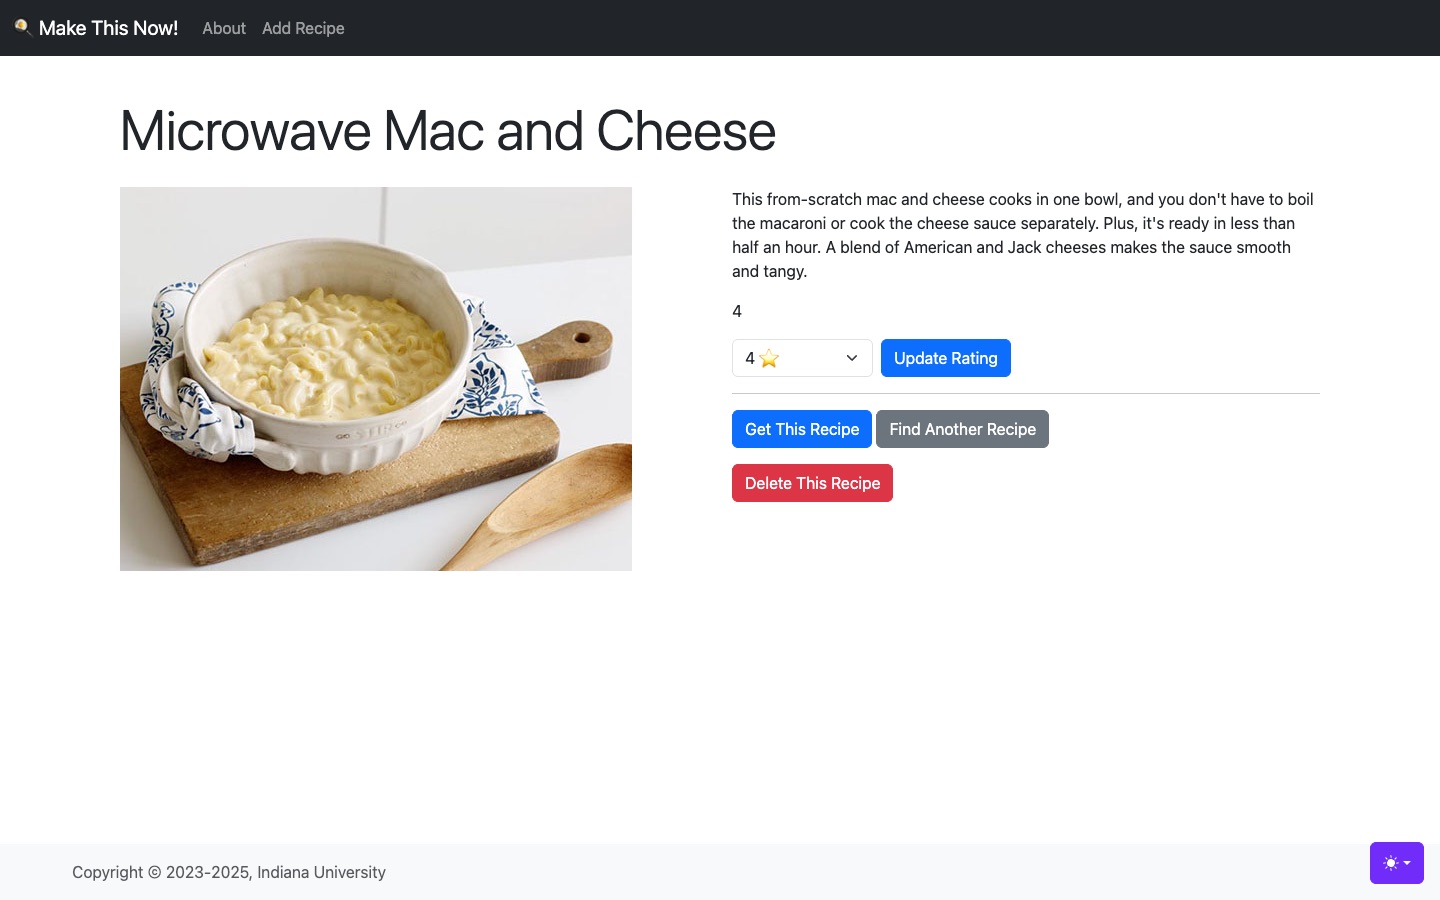 Make This Now! About Add Recipe
Microwave Mac and Cheese
This from-scratch mac and cheese cooks in one bowl, and you don't have to boil
the macaroni or cook the cheese sauce separately. Plus, it's ready in less than
half an hour. A blend of American and Jack cheeses makes the sauce smooth
and tangy.
4
4 ⭐ Update Rating
Get This Recipe Find Another Recipe
Delete This Recipe
Copyright © 2023-2025, Indiana University